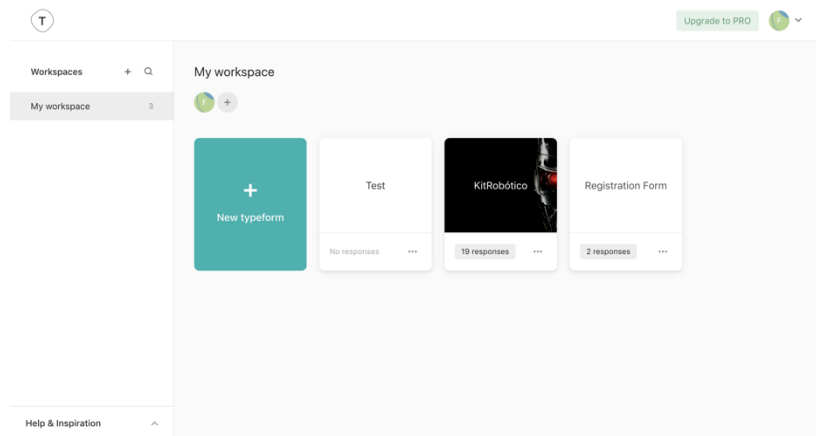 T
Upgrade to PRO
F
Workspaces
My workspace 3
My workspace
F
New typeform
Test
No responses
KitRobótico
19 responses
Registration Form
2 responses
Help & Inspiration